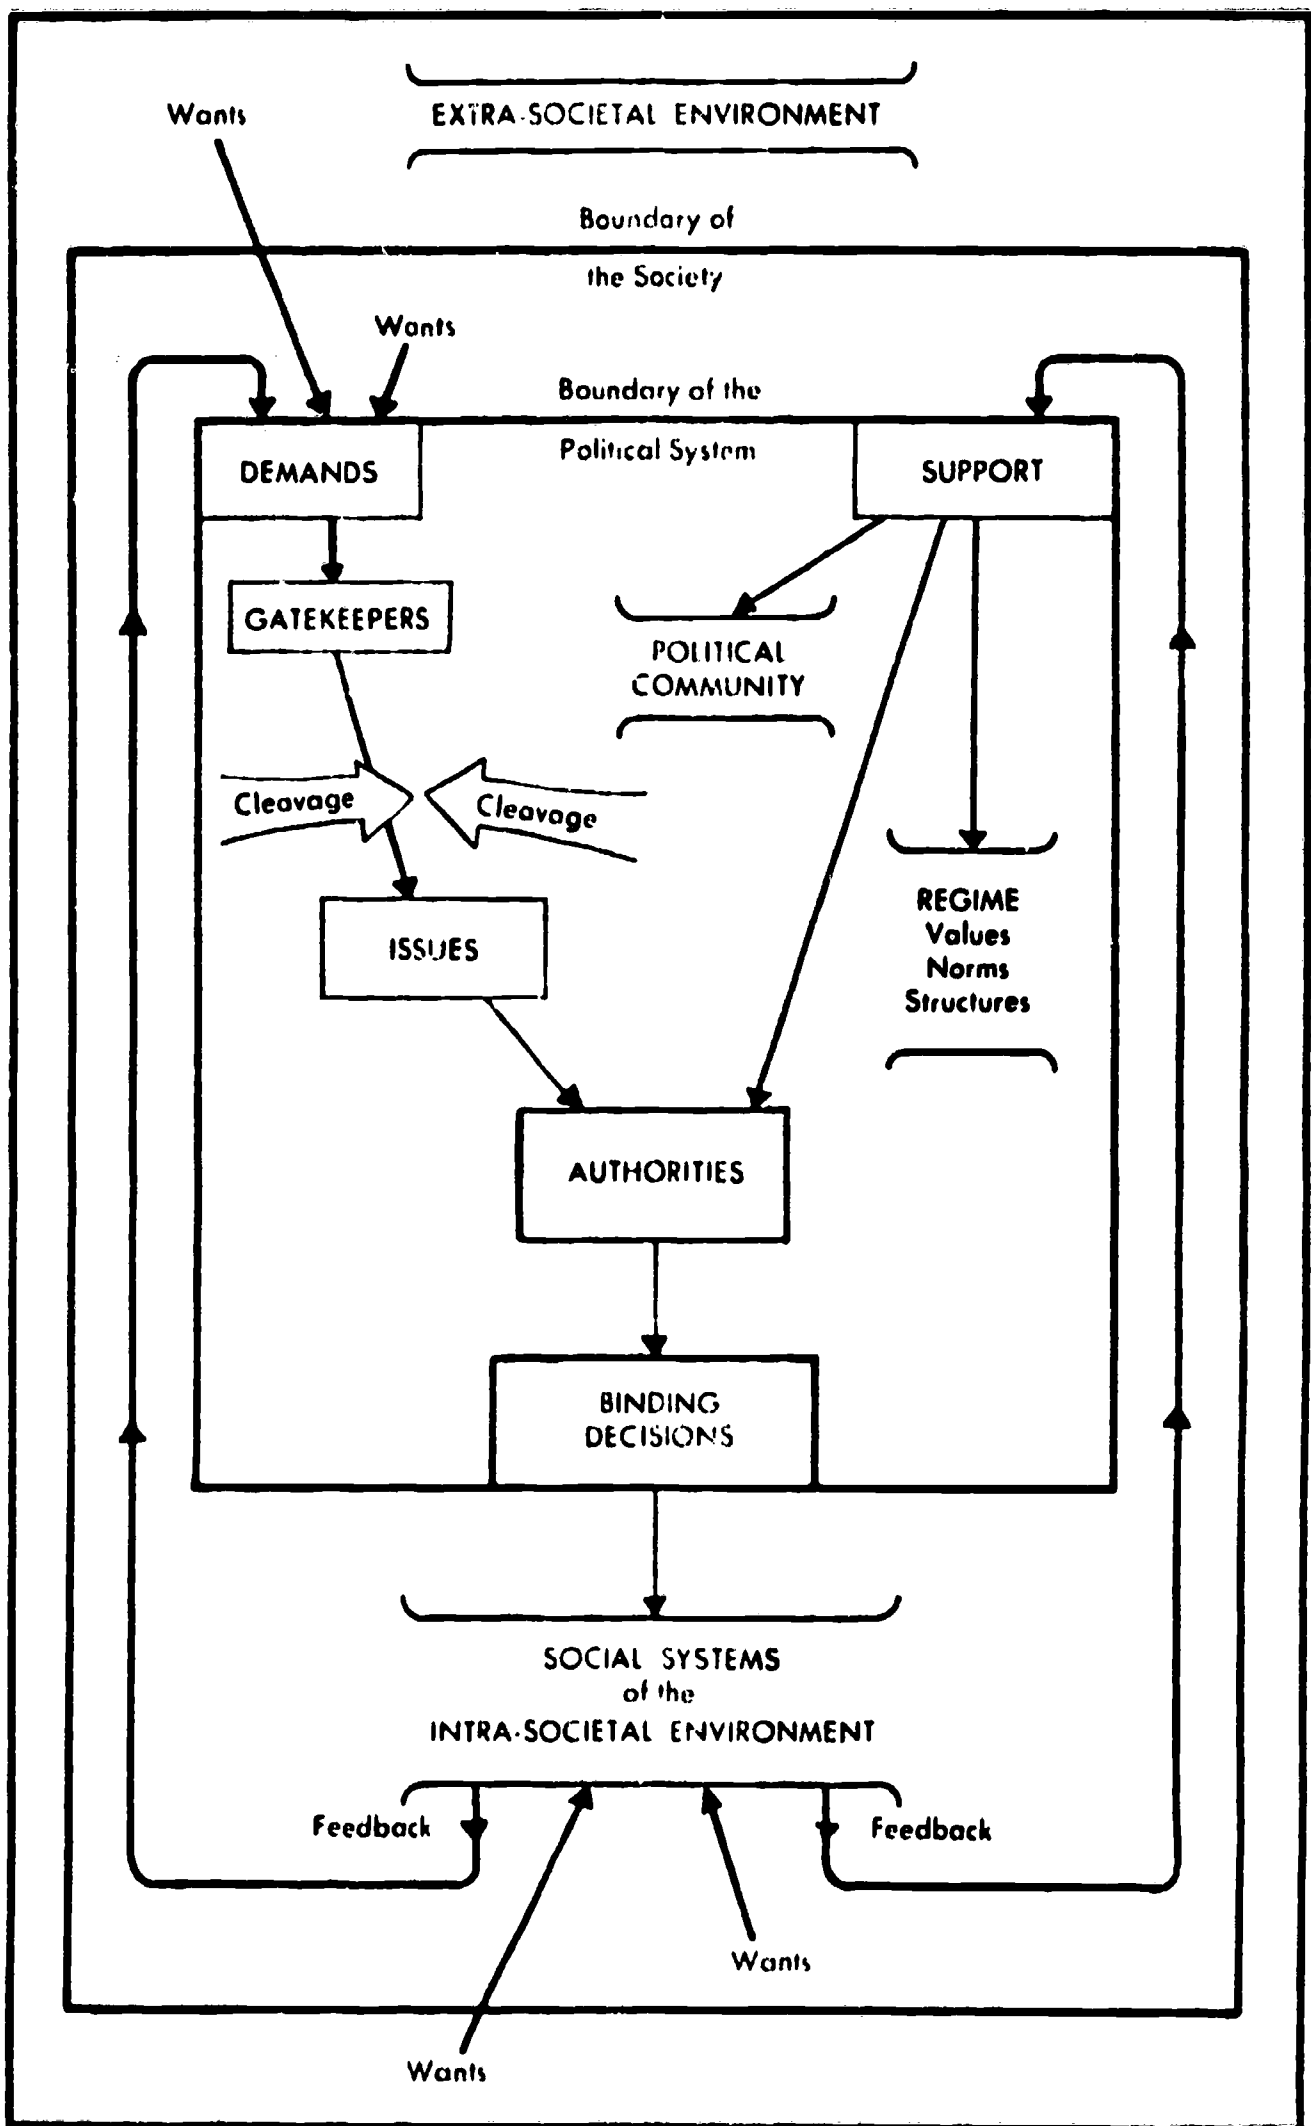 Wants
EXTRA-SOCIETAL ENVIRONMENT
Boundary of
the Society
Wants
Boundary of the
Political System
DEMANDS
SUPPORT
GATEKEEPERS
POLITICAL
COMMUNITY
Cleavage
Cleavage
REGIME
Values
Norms
Structures
ISSUES
AUTHORITIES
BINDING
DECISIONS
SOCIAL SYSTEMS
of the
INTRA-SOCIETAL ENVIRONMENT
Feedback
Feedback
Wants
Wants